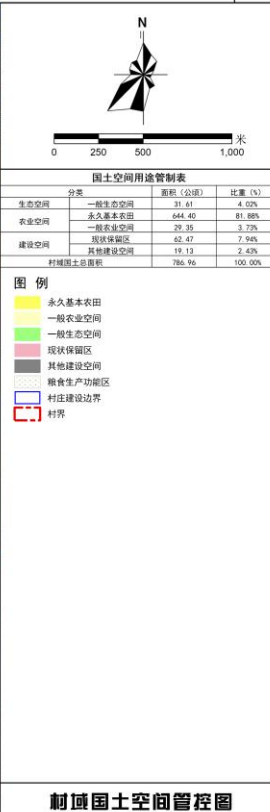 N
米
0 250 500 1,000
国土空间用途管制表
分类 面积（公顷） 比重（%）
生态空间 一般生态空间 31.61 4.02%
农业空间 永久基本农田 644.40 81.88%
一般农业空间 29.35 3.73%
建设空间 现状保留区 62.47 7.94%
其他建设空间 19.13 2.43%
村域国土总面积 786.96 100.00%
图 例
永久基本农田
一般农业空间
一般生态空间
现状保留区
其他建设空间
粮食生产功能区
村庄建设边界
村界
村域国土空间管控图